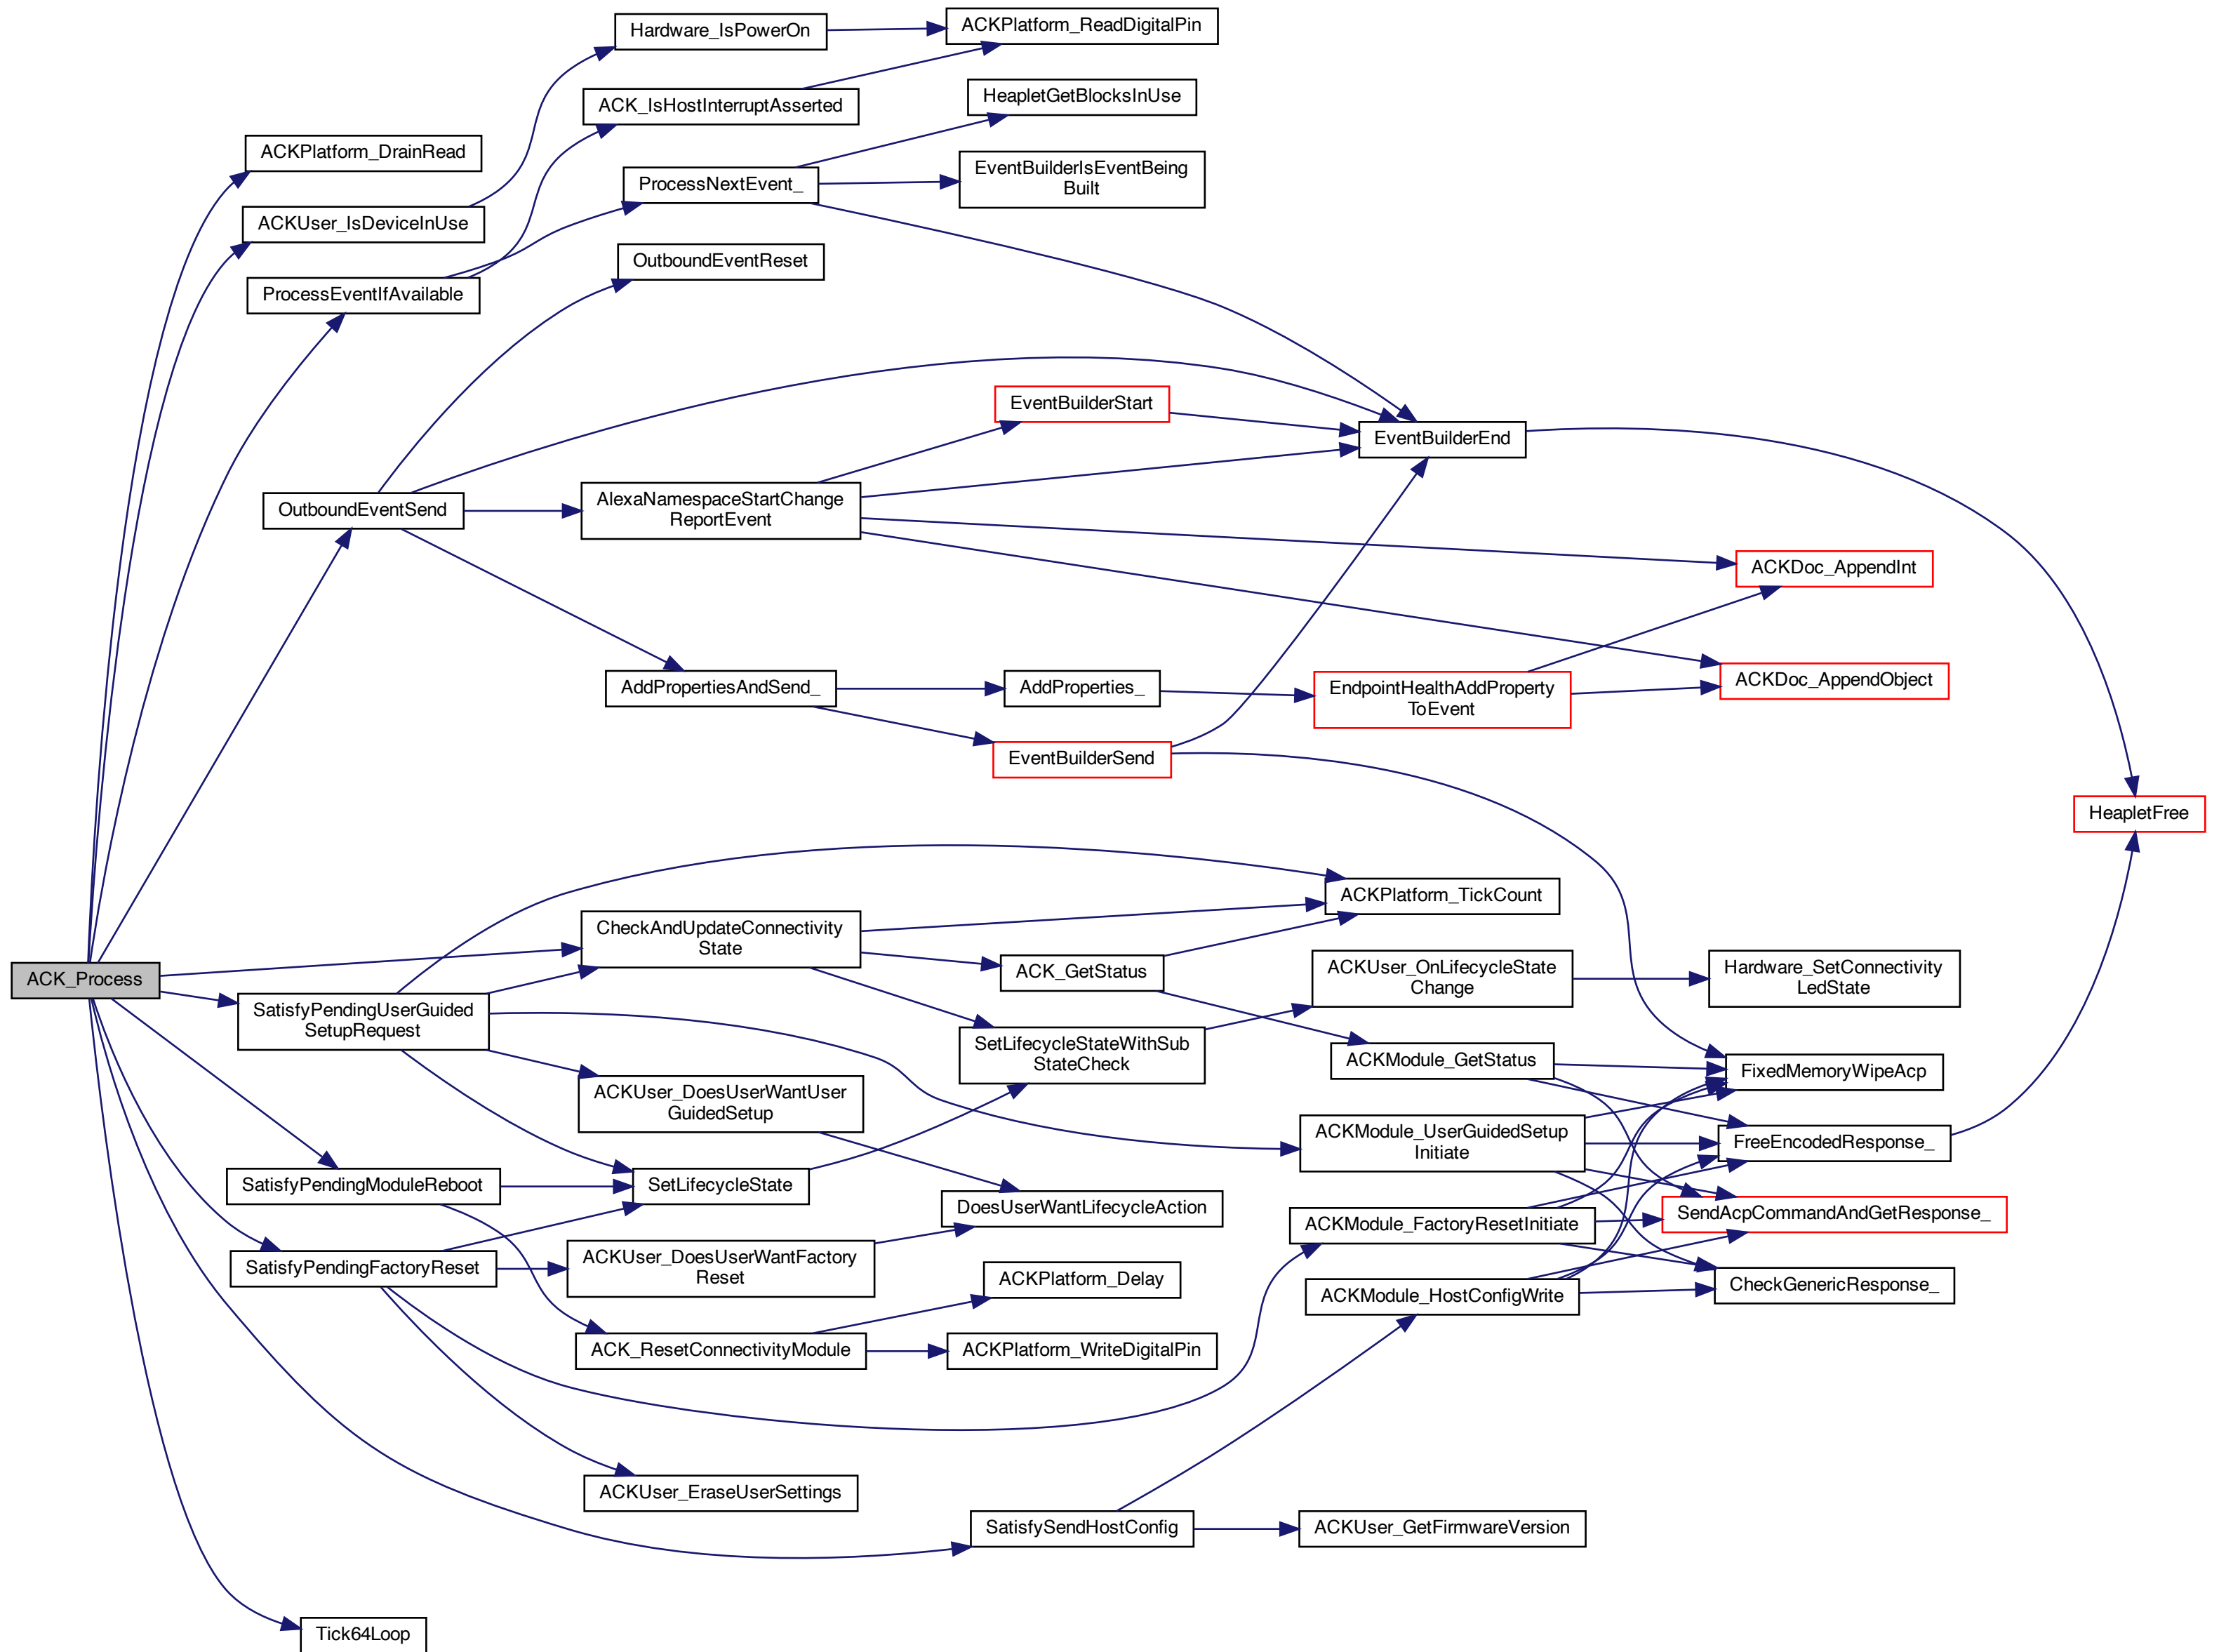 Hardware_IsPowerOn
ACKPlatform_ReadDigitalPin
ACK_IsHostInterruptAsserted
HeapletGetBlocksInUse
ACKPlatform_DrainRead
ProcessNextEvent_
EventBuilderIsEventBeing
Built
ACKUser_IsDeviceInUse
OutboundEventReset
ProcessEventIfAvailable
EventBuilderStart
EventBuilderEnd
OutboundEventSend
AlexaNamespaceStartChange
ReportEvent
ACKDoc_AppendInt
AddPropertiesAndSend_
AddProperties_
EndpointHealthAddProperty
ToEvent
ACKDoc_AppendObject
EventBuilderSend
HeapletFree
ACKPlatform_TickCount
CheckAndUpdateConnectivity
State
ACK_Process
ACK_GetStatus
ACKUser_OnLifecycleState
Change
Hardware_SetConnectivity
LedState
SatisfyPendingUserGuided
SetupRequest
SetLifecycleStateWithSub
StateCheck
ACKModule_GetStatus
FixedMemoryWipeAcp
ACKUser_DoesUserWantUser
GuidedSetup
ACKModule_UserGuidedSetup
Initiate
FreeEncodedResponse_
SatisfyPendingModuleReboot
SetLifecycleState
DoesUserWantLifecycleAction
ACKModule_FactoryResetInitiate
SendAcpCommandAndGetResponse_
SatisfyPendingFactoryReset
ACKUser_DoesUserWantFactory
Reset
ACKPlatform_Delay
ACKModule_HostConfigWrite
CheckGenericResponse_
ACK_ResetConnectivityModule
ACKPlatform_WriteDigitalPin
ACKUser_EraseUserSettings
SatisfySendHostConfig
ACKUser_GetFirmwareVersion
Tick64Loop